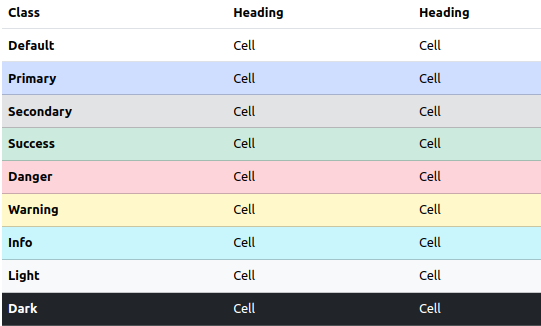 Class Heading Heading
Default Cell Cell
Primary Cell Cell
Secondary Cell Cell
Success Cell Cell
Danger Cell Cell
Warning Cell Cell
Info Cell Cell
Light Cell Cell
Dark Cell Cell